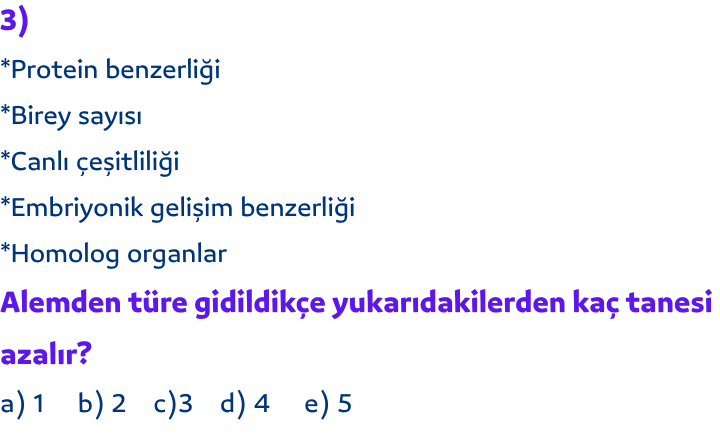 3)
*Protein benzerliği
*Birey sayısı
*Canlı çeşitliliği
*Embriyonik gelişim benzerliği
*Homolog organlar
Alemden türe gidildikçe yukarıdakilerden kaç tanesi
azalır?
a) 1 b) 2 c)3 d) 4 e) 5